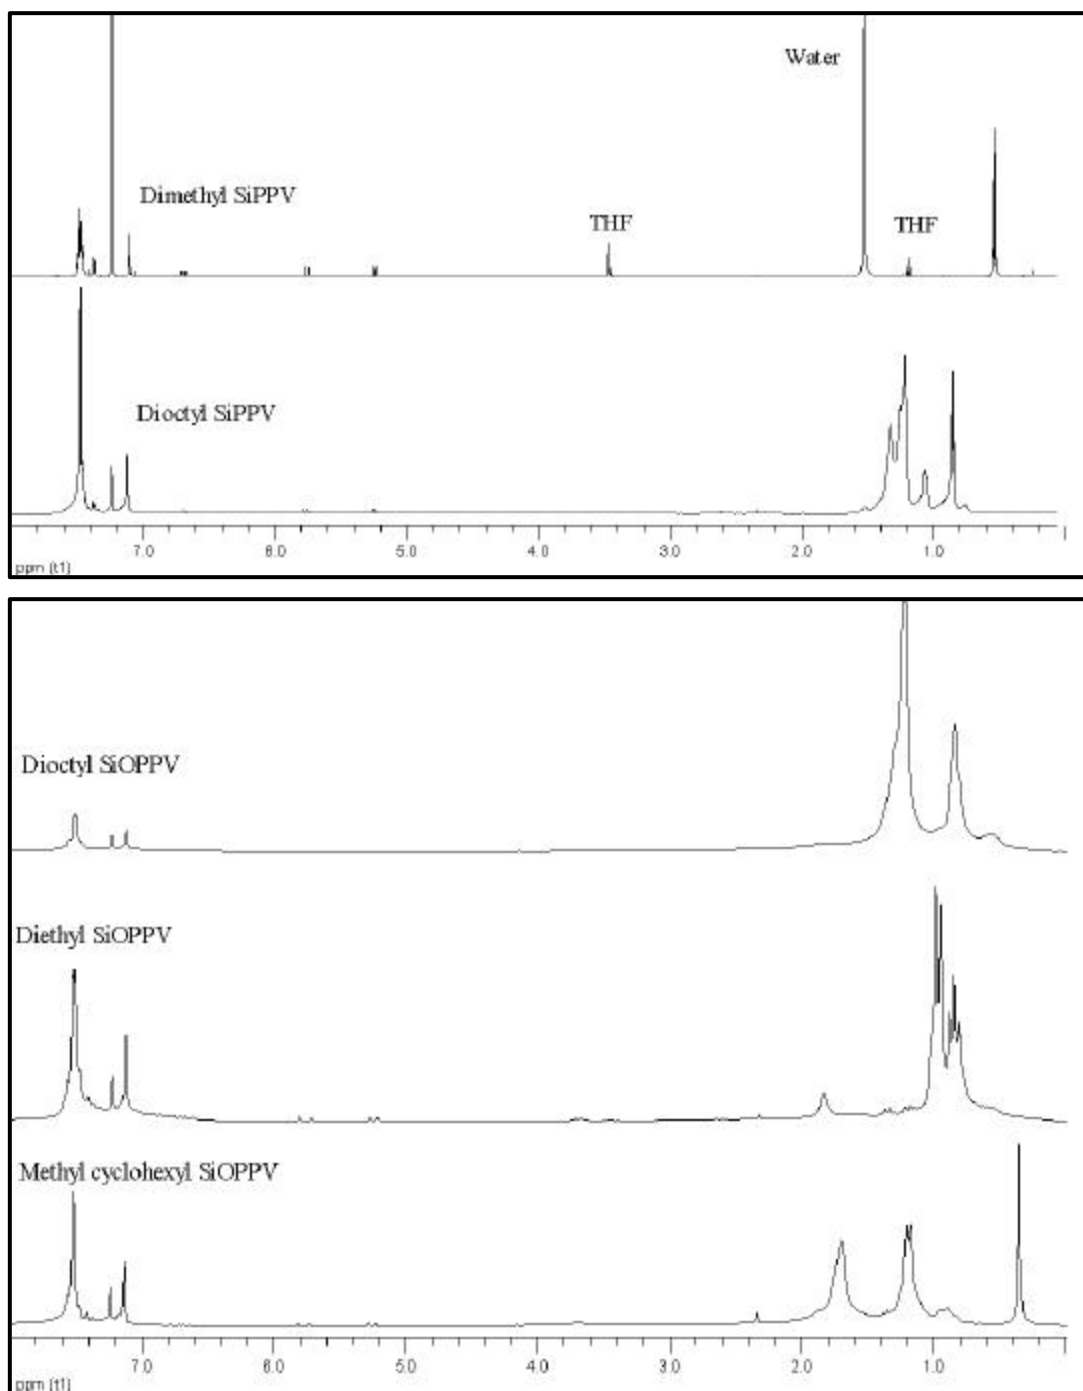 Water
Dimethyl SiPPV
THF
THF
Dioctyl SiPPV
7.0 6.0 5.0 4.0 3.0 2.0 1.0
ppm (t1)
Dioctyl SiOPPV
Diethyl SiOPPV
Methyl cyclohexyl SiOPPV
7.0 6.0 5.0 4.0 3.0 2.0 1.0
ppm (t1)